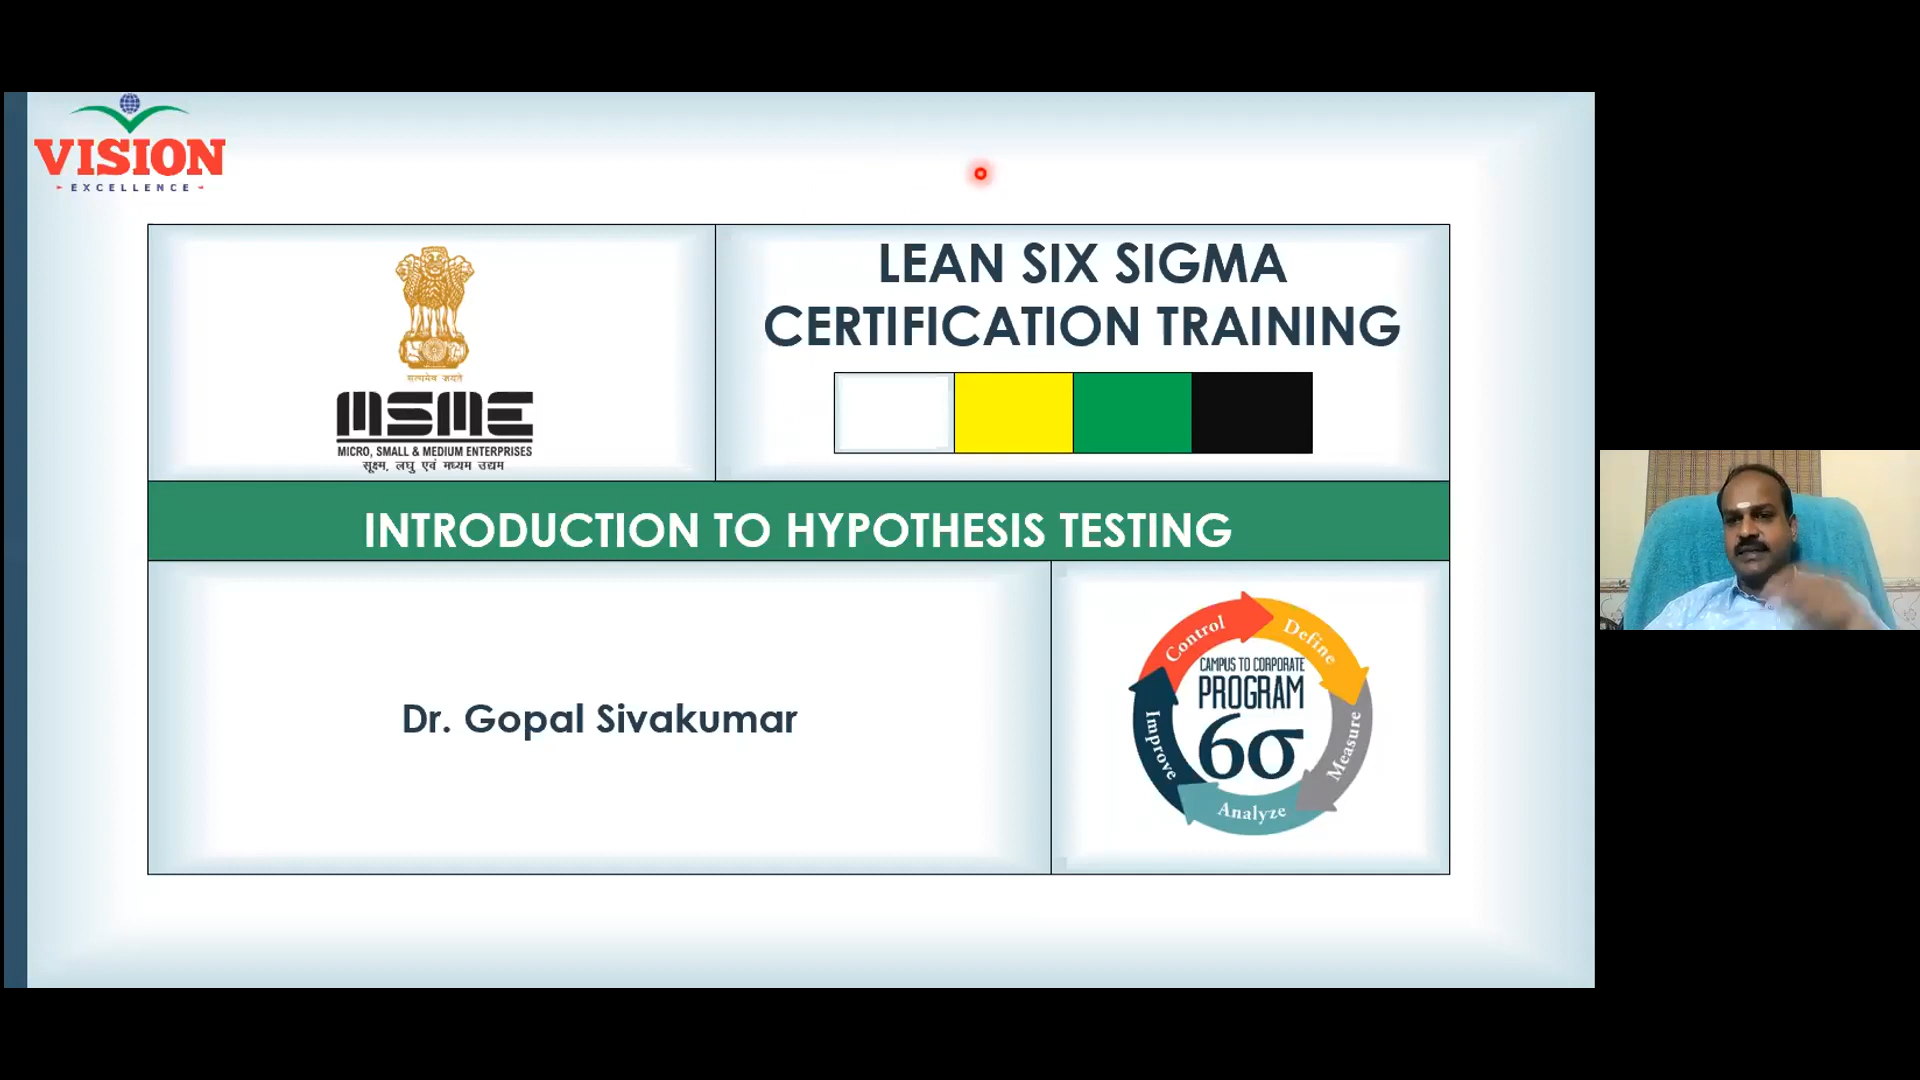 VISION
EXCELLENCE
सत्यमेव जयते
MSME
MICRO, SMALL & MEDIUM ENTERPRISES
सूक्ष्म, लघु एवं मध्यम उद्यम
LEAN SIX SIGMA
CERTIFICATION TRAINING
INTRODUCTION TO HYPOTHESIS TESTING
Dr. Gopal Sivakumar
Control
Define
Measure
Analyze
Improve
CAMPUS TO CORPORATE
PROGRAM
6σ